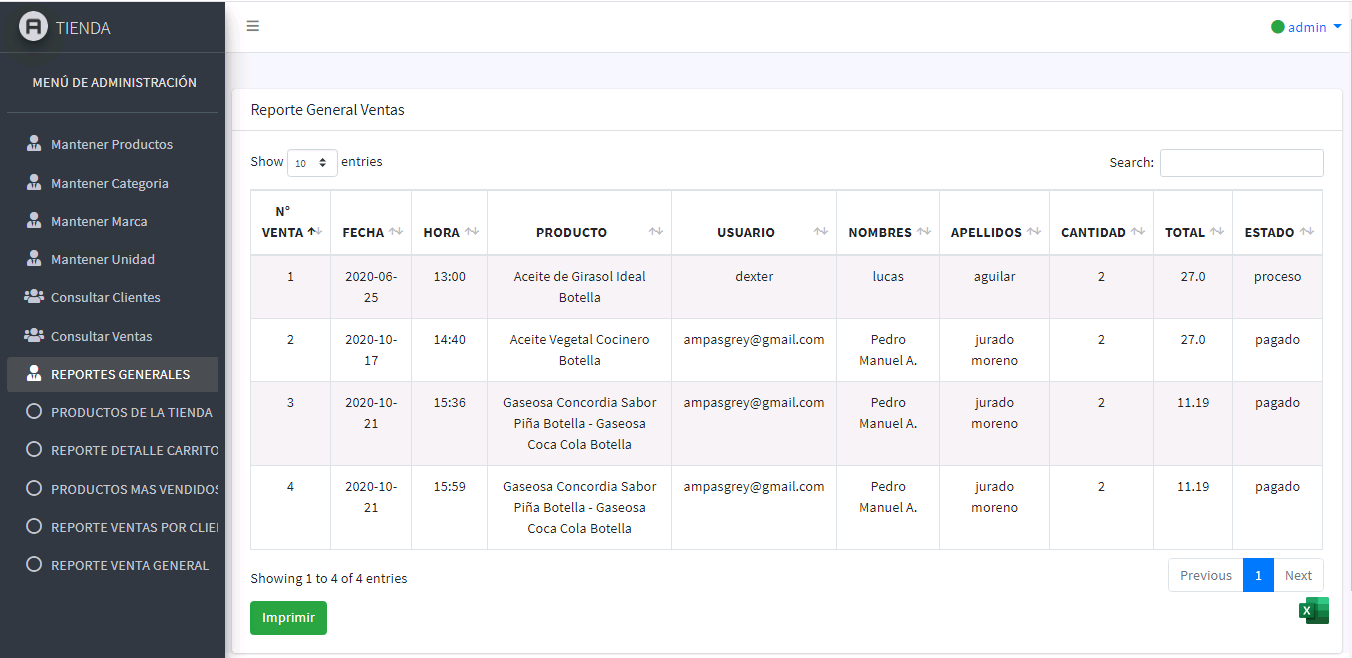 TIENDA
admin
MENÚ DE ADMINISTRACIÓN
Mantener Productos
Mantener Categoria
Mantener Marca
Mantener Unidad
Consultar Clientes
Consultar Ventas
REPORTES GENERALES
PRODUCTOS DE LA TIENDA
REPORTE DETALLE CARRITO
PRODUCTOS MAS VENDIDOS
REPORTE VENTAS POR CLIE
REPORTE VENTA GENERAL
Reporte General Ventas
Show 10 entries
Search:
N°
VENTA FECHA HORA PRODUCTO USUARIO NOMBRES APELLIDOS CANTIDAD TOTAL ESTADO
1 2020-06- 13:00 Aceite de Girasol Ideal dexter lucas aguilar 2 27.0 proceso
25 Botella
2 2020-10- 14:40 Aceite Vegetal Cocinero ampasgrey@gmail.com Pedro jurado 2 27.0 pagado
17 Botella Manuel A. moreno
3 2020-10- 15:36 Gaseosa Concordia Sabor ampasgrey@gmail.com Pedro jurado 2 11.19 pagado
21 Piña Botella - Gaseosa Manuel A. moreno
Coca Cola Botella
4 2020-10- 15:59 Gaseosa Concordia Sabor ampasgrey@gmail.com Pedro jurado 2 11.19 pagado
21 Piña Botella - Gaseosa Manuel A. moreno
Coca Cola Botella
Showing 1 to 4 of 4 entries
Previous 1 Next
Imprimir